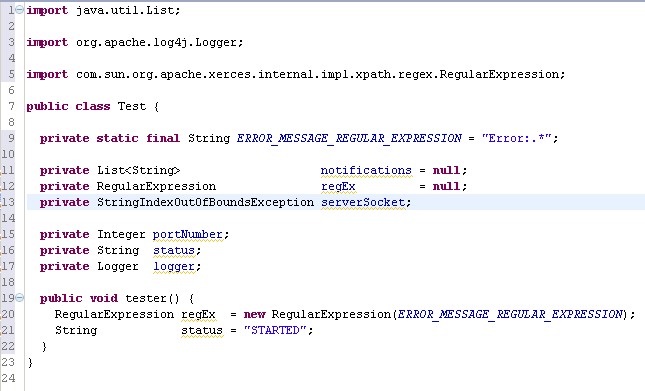 1 import java.util.List;
2
3 import org.apache.log4j.Logger;
4
5 import com.sun.org.apache.xerces.internal.impl.xpath.regex.RegularExpression;
6
7 public class Test {
8
9   private static final String ERROR_MESSAGE_REGULAR_EXPRESSION = "Error:.*";
10
11   private List<String>                    notifications = null;
12   private RegularExpression               regEx         = null;
13   private StringIndexOutOfBoundsException serverSocket;
14
15   private Integer portNumber;
16   private String  status;
17   private Logger  logger;
18
19   public void tester() {
20     RegularExpression regEx  = new RegularExpression(ERROR_MESSAGE_REGULAR_EXPRESSION);
21     String            status = "STARTED";
22   }
23 }
24